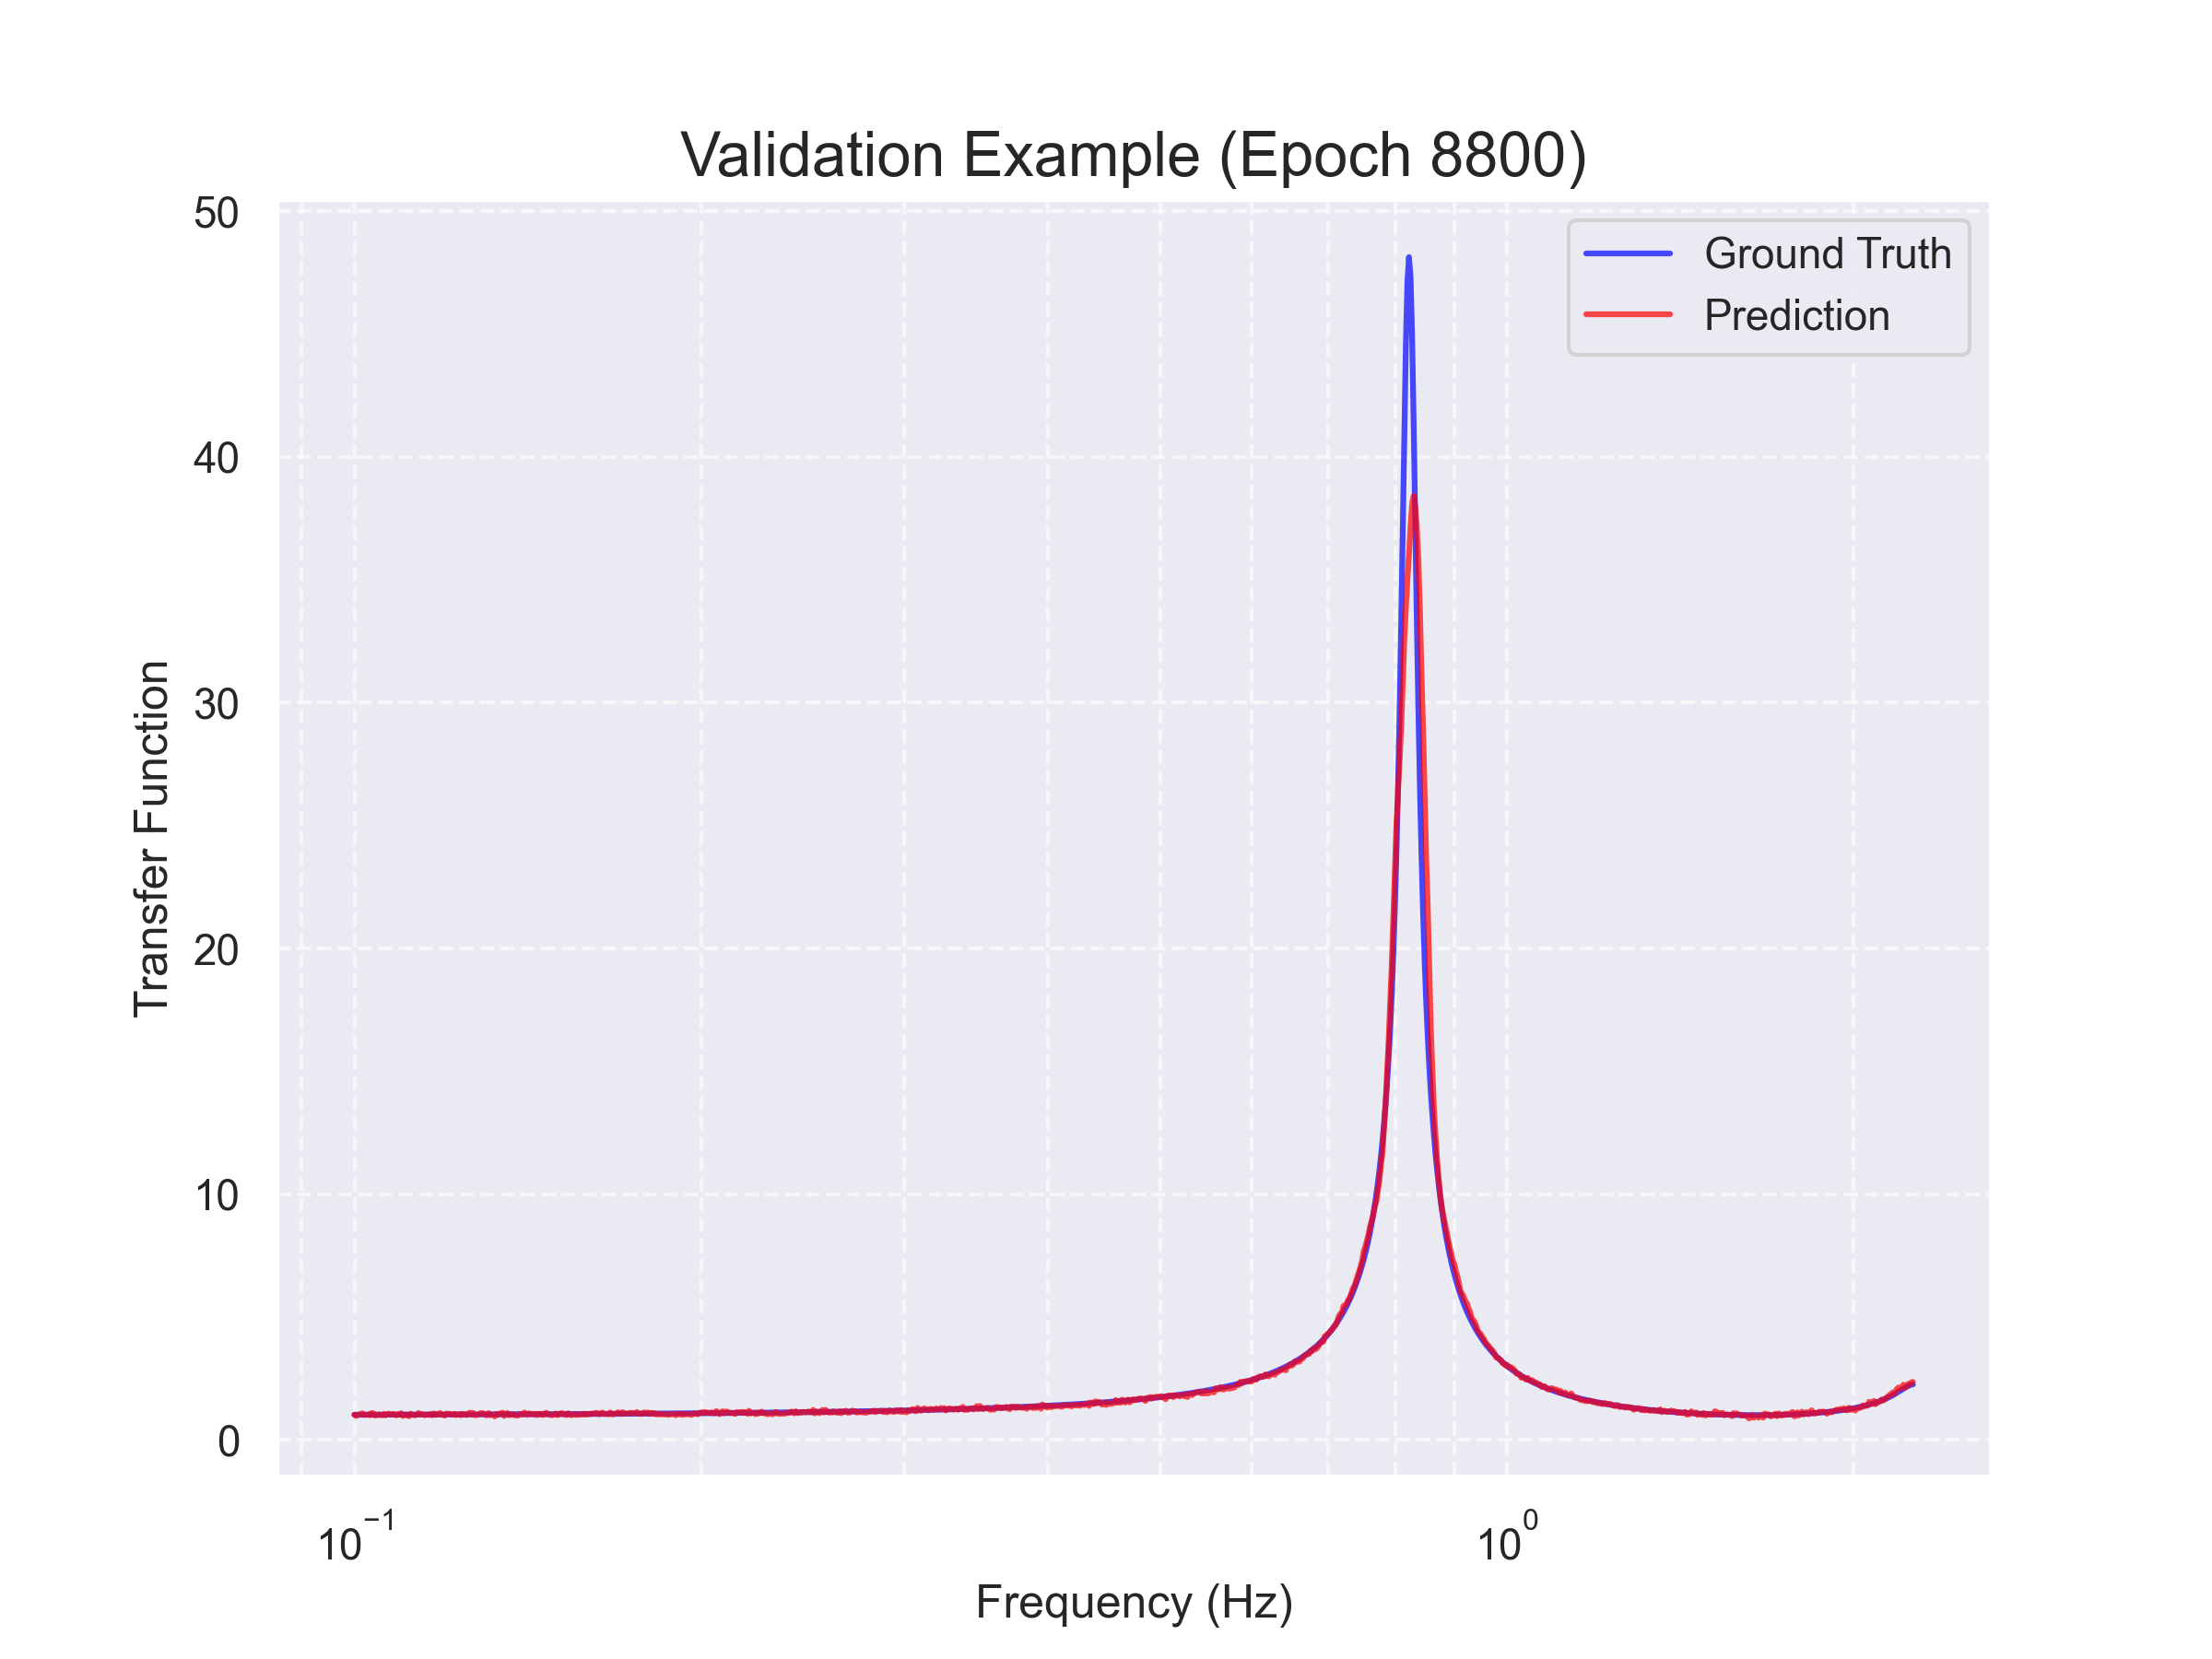 Validation Example (Epoch 8800)
Ground Truth
Prediction
50
40
30
20
10
0
Transfer Function
10⁻¹
10⁰
Frequency (Hz)